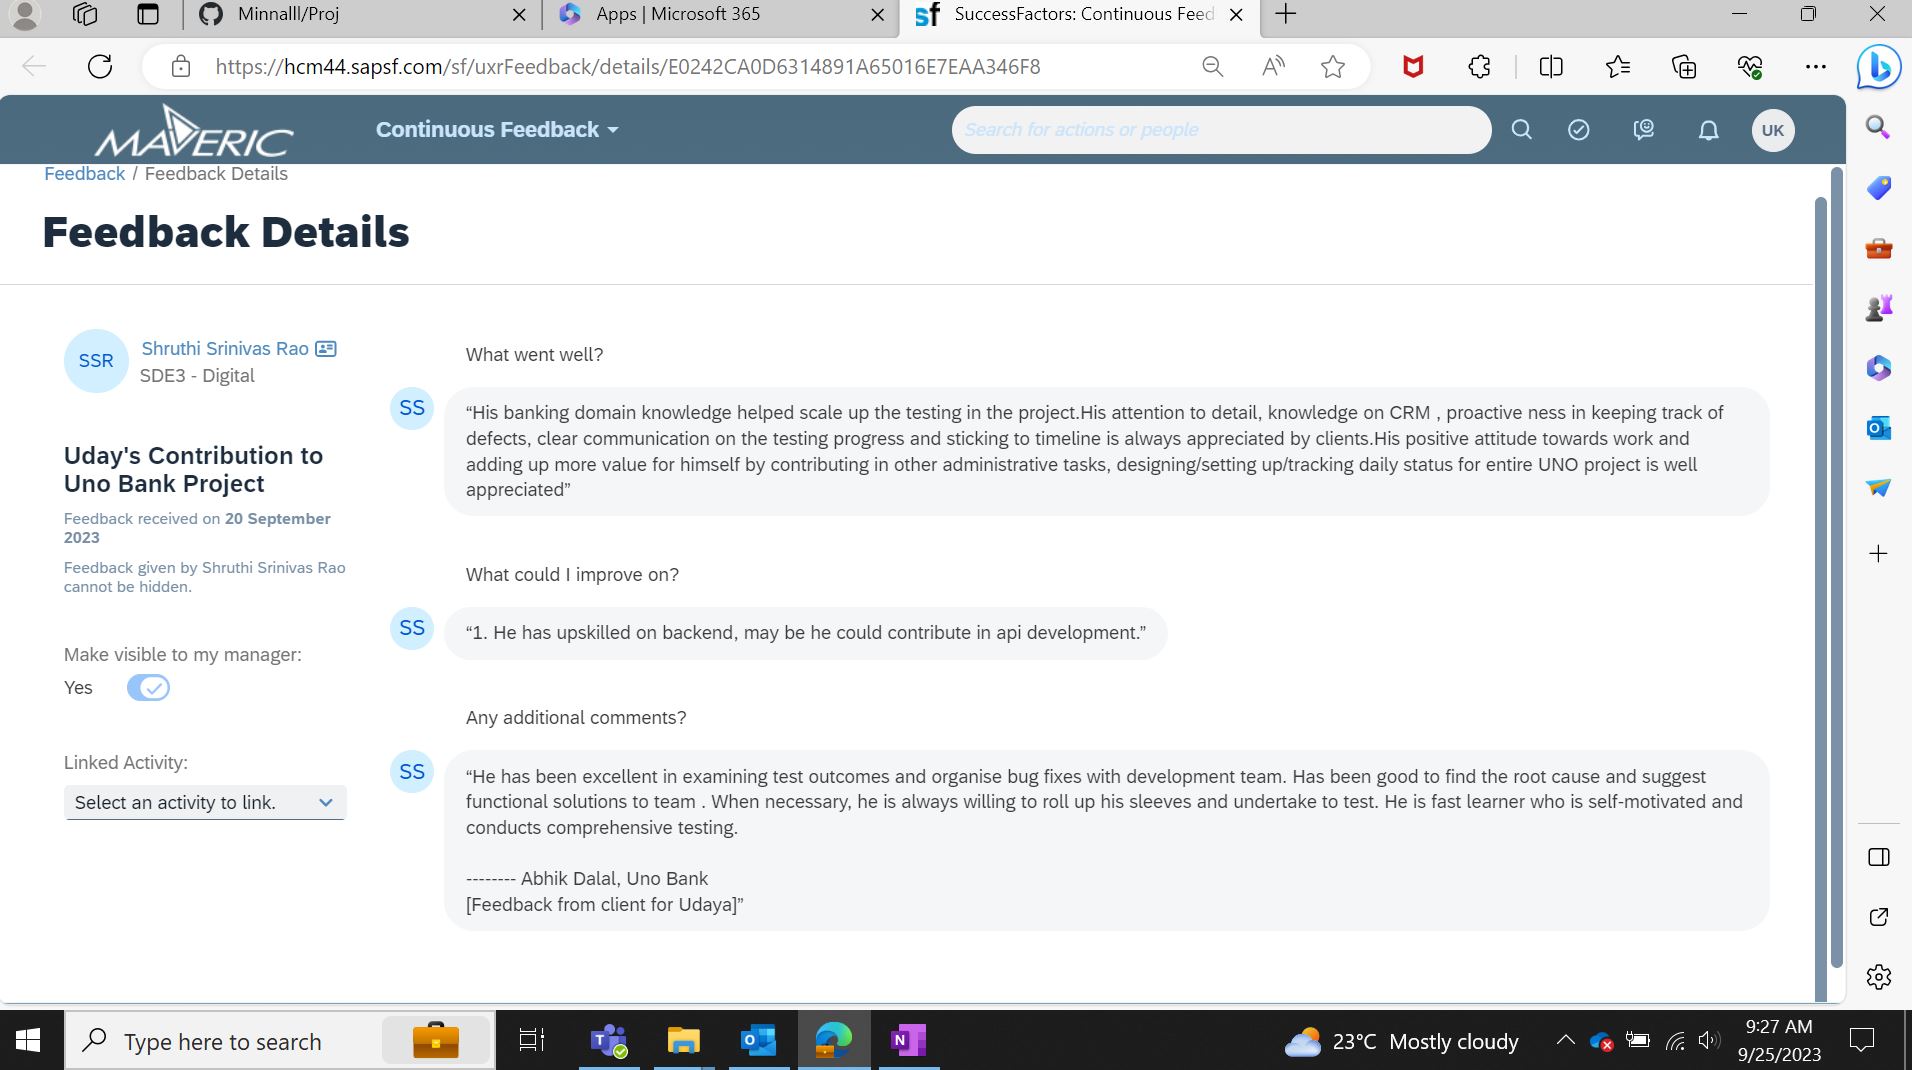 Minnalll/Proj
Apps | Microsoft 365
sf SuccessFactors: Continuous Feed
https://hcm44.sapsf.com/sf/uxrFeedback/details/E0242CA0D6314891A65016E7EAA346F8
MAVERIC
Continuous Feedback
Search for actions or people
UK
Feedback / Feedback Details
Feedback Details
SSR
Shruthi Srinivas Rao
SDE3 - Digital
Uday's Contribution to
Uno Bank Project
Feedback received on 20 September
2023
Feedback given by Shruthi Srinivas Rao
cannot be hidden.
Make visible to my manager:
Yes
Linked Activity:
Select an activity to link.
What went well?
SS
“His banking domain knowledge helped scale up the testing in the project.His attention to detail, knowledge on CRM , proactive ness in keeping track of
defects, clear communication on the testing progress and sticking to timeline is always appreciated by clients.His positive attitude towards work and
adding up more value for himself by contributing in other administrative tasks, designing/setting up/tracking daily status for entire UNO project is well
appreciated”
What could I improve on?
SS
“1. He has upskilled on backend, may be he could contribute in api development.”
Any additional comments?
SS
“He has been excellent in examining test outcomes and organise bug fixes with development team. Has been good to find the root cause and suggest
functional solutions to team . When necessary, he is always willing to roll up his sleeves and undertake to test. He is fast learner who is self-motivated and
conducts comprehensive testing.
-------- Abhik Dalal, Uno Bank
[Feedback from client for Udaya]”
Type here to search
23°C Mostly cloudy
9:27 AM
9/25/2023